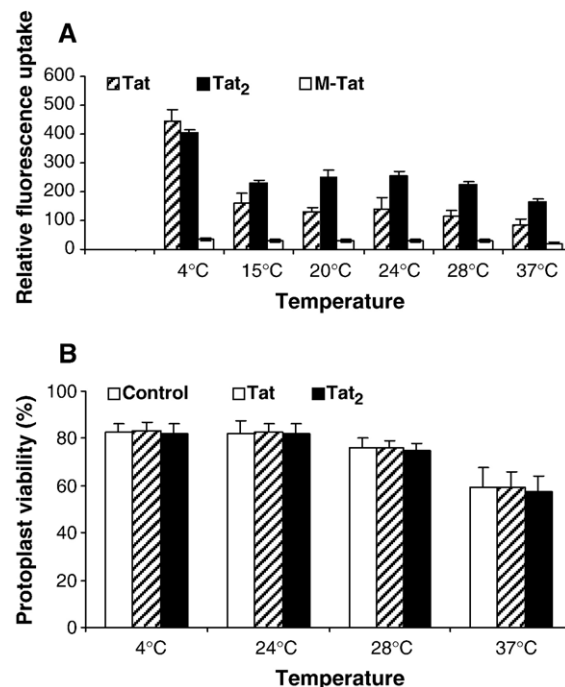 A
Relative fluorescence uptake
600
500
400
300
200
100
0
Tat Tat₂ M-Tat
4°C 15°C 20°C 24°C 28°C 37°C
Temperature
B
Protoplast viability (%)
100
80
60
40
20
0
Control Tat Tat₂
4°C 24°C 28°C 37°C
Temperature